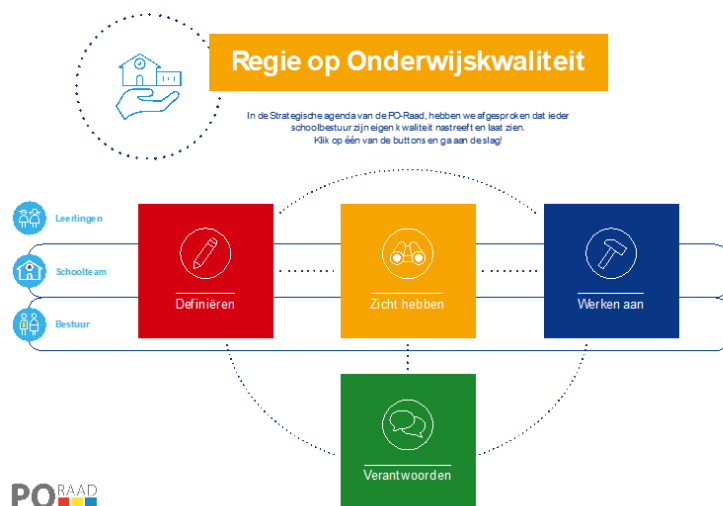 Regie op Onderwijskwaliteit
In de Strategische agenda van de PO-Raad, hebben we afgesproken dat ieder
schoolbestuur zijn eigen kwaliteit nastreeft en laat zien.
Klik op één van de buttons en ga aan de slag!
Leerlingen
Schoolteam
Bestuur
Definiëren
Zicht hebben
Werken aan
Verantwoorden
PO RAAD